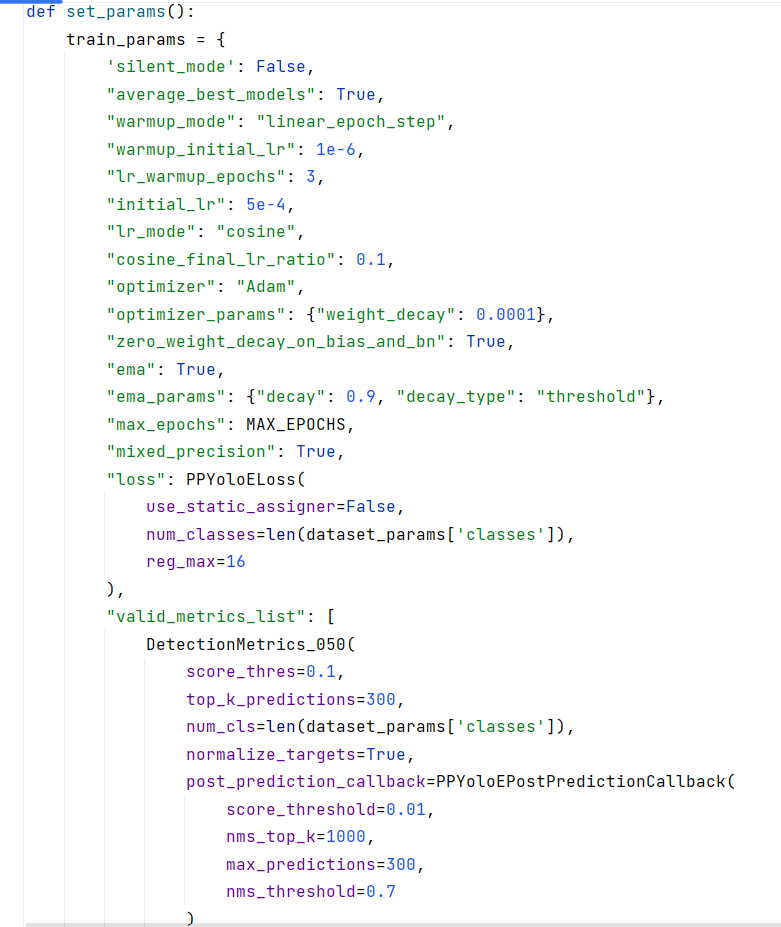 def set_params():
    train_params = {
        'silent_mode': False,
        "average_best_models": True,
        "warmup_mode": "linear_epoch_step",
        "warmup_initial_lr": 1e-6,
        "lr_warmup_epochs": 3,
        "initial_lr": 5e-4,
        "lr_mode": "cosine",
        "cosine_final_lr_ratio": 0.1,
        "optimizer": "Adam",
        "optimizer_params": {"weight_decay": 0.0001},
        "zero_weight_decay_on_bias_and_bn": True,
        "ema": True,
        "ema_params": {"decay": 0.9, "decay_type": "threshold"},
        "max_epochs": MAX_EPOCHS,
        "mixed_precision": True,
        "loss": PPYoloELoss(
            use_static_assigner=False,
            num_classes=len(dataset_params['classes']),
            reg_max=16
        ),
        "valid_metrics_list": [
            DetectionMetrics_050(
                score_thres=0.1,
                top_k_predictions=300,
                num_cls=len(dataset_params['classes']),
                normalize_targets=True,
                post_prediction_callback=PPYoloEPostPredictionCallback(
                    score_threshold=0.01,
                    nms_top_k=1000,
                    max_predictions=300,
                    nms_threshold=0.7
                )